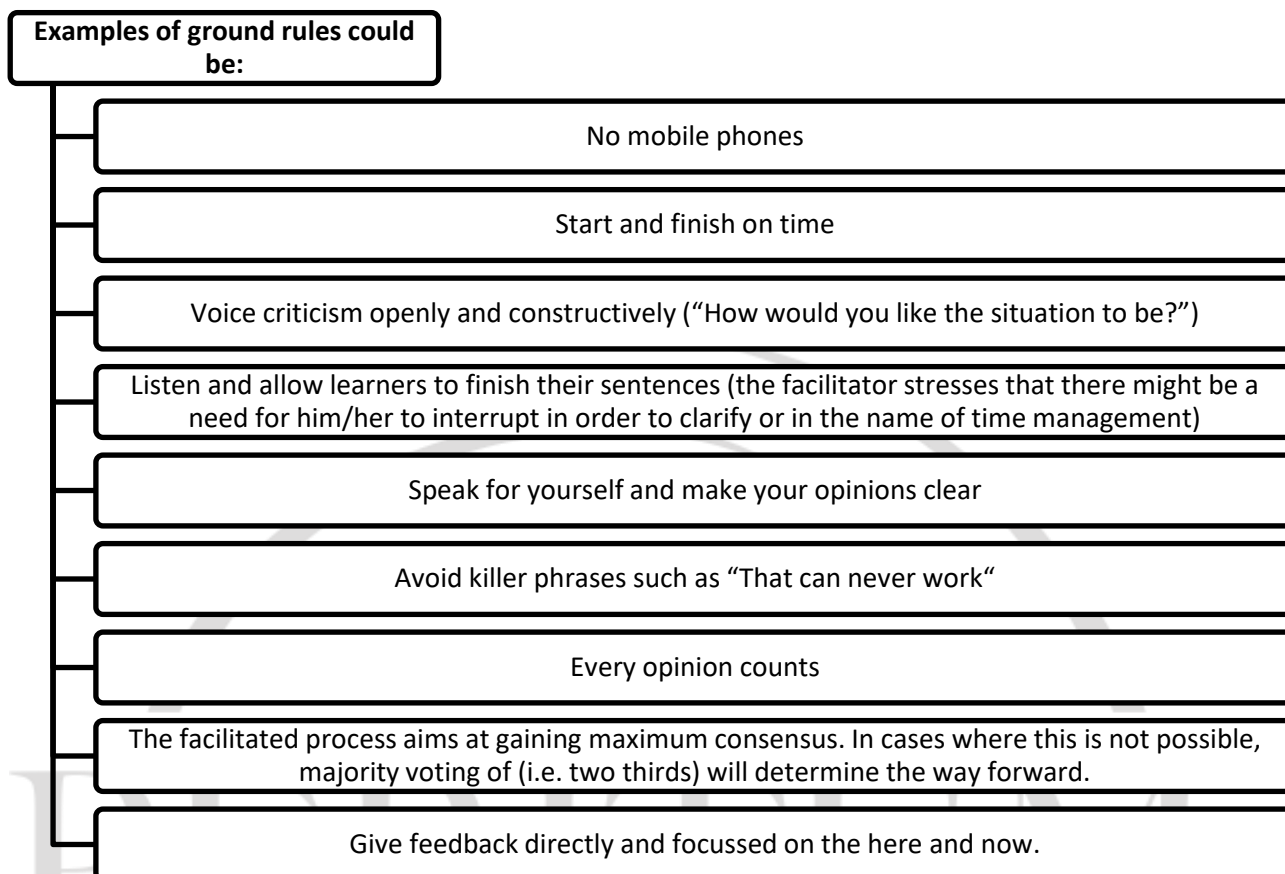 Examples of ground rules could
be:
No mobile phones
Start and finish on time
Voice criticism openly and constructively (“How would you like the situation to be?”)
Listen and allow learners to finish their sentences (the facilitator stresses that there might be a
need for him/her to interrupt in order to clarify or in the name of time management)
Speak for yourself and make your opinions clear
Avoid killer phrases such as “That can never work“
Every opinion counts
The facilitated process aims at gaining maximum consensus. In cases where this is not possible,
majority voting of (i.e. two thirds) will determine the way forward.
Give feedback directly and focussed on the here and now.